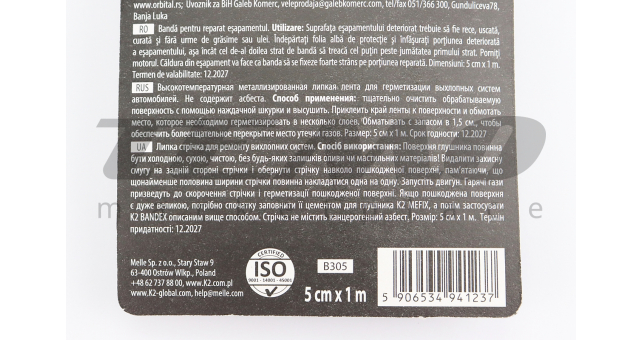 www.orbital.rs; Uvoznik za BiH Galeb Komerc, veleprodaja@galebkomerc.com, tel/fax 051/366 300, Gunduliceva78,
Banja Luka
RO Bandă pentru reparat eşapamentul. Utilizare: Suprafaţa eşapamentului deteriorat trebuie să fie rece, uscată,
curată şi fără urme de grăsime sau ulei. Îndepărtaţi folia albă de protecţie şi înfăşuraţi porţiunea deteriorată
a eşapamentului, aşa încât cel de-al doilea strat de bandă să treacă cel puţin peste jumătatea primului strat. Porniţi
motorul. Căldura din eşapament va face ca banda să se fixeze foarte strâns pe porţiunea reparată. Dimensiuni: 5 cm x 1 m.
Termen de valabilitate: 12.2027
RUS Высокотемпературная металлизированная липкая лента для герметизации выхлопных систем
автомобилей. Не содержит асбеста. Способ применения: тщательно очистить обрабатываемую
поверхность с помощью наждачной шкурки и высушить. Приклеить край ленты к поверхности и обмотать
место, которое необходимо герметизировать в несколько слоев. Обматывать с запасом в 1,5 см., чтобы
обеспечить более тщательное перекрытие место утечки газов. Размер: 5 см x 1 м. Срок годности: 12.2027
UA Липка стрічка для ремонту вихлопних систем. Спосіб використання: Поверхня глушника повинна
бути холодною, сухою, чистою, без будь-яких залишків оливи чи мастильних матеріалів! Видалити захисну
смугу на задній стороні стрічки і обернути стрічку навколо пошкодженої поверхні, пам'ятаючи, що
щонайменше половина ширини стрічки повинна накладатися одна на одну. Запустіть двигун. Гарячі гази
призведуть до скорочення стрічки і герметизації пошкодженої поверхні. Якщо пошкоджена поверхня
є дуже великою, потрібно спочатку заповнити її цементом для глушника K2 MEFIX, а потім застосувати
K2 BANDEX описаним вище способом. Стрічка не містить канцерогенний азбест, Розмір: 5 см x 1 м. Термін
придатності: 12.2027
Melle Sp. z o.o., Stary Staw 9
63-400 Ostrów Wlkp., Poland
+48 62 737 88 00, www.K2.com.pl
www.K2-global.com, help@melle.com
CERTIFIED
ISO
9001 - 14001 - 45001
B305
5 cm x 1 m
5 906534 941237